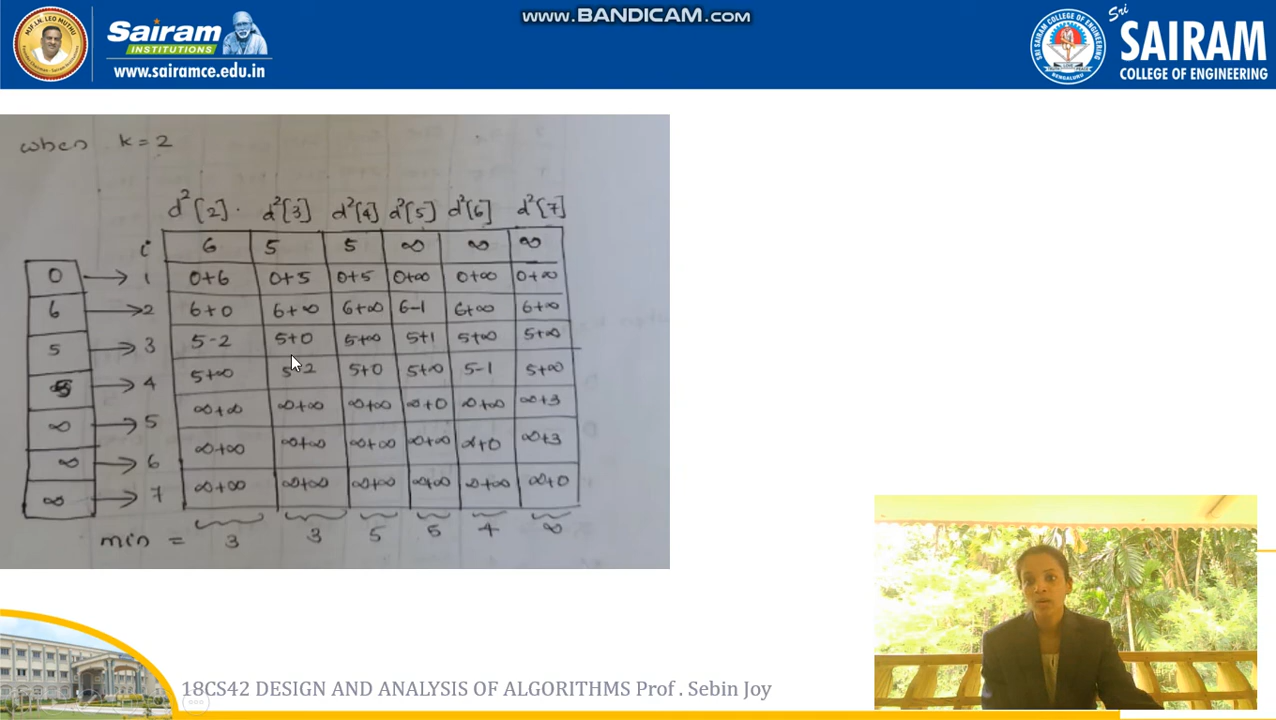 www.BANDICAM.com
MJF. LN. LEO MUTHU
Sairam
INSTITUTIONS
www.sairamce.edu.in
Sri
SAIRAM
COLLEGE OF ENGINEERING
BENGALURU
when k = 2
d²[2]. d²[3] d²[4] d²[5] d²[6] d²[7]
i 6 5 5 ∞ ∞ ∞
0 → 1 0+6 0+5 0+5 0+∞ 0+∞ 0+∞
6 → 2 6+0 6+∞ 6+∞ 6-1 6+∞ 6+∞
5 → 3 5-2 5+0 5+∞ 5+1 5+∞ 5+∞
5 → 4 5+∞ 5-2 5+0 5+∞ 5-1 5+∞
∞ → 5 ∞+∞ ∞+∞ ∞+∞ ∞+0 ∞+∞ ∞+3
∞ → 6 ∞+∞ ∞+∞ ∞+∞ ∞+∞ ∞+0 ∞+3
∞ → 7 ∞+∞ ∞+∞ ∞+∞ ∞+∞ ∞+∞ ∞+0
min = 3 3 5 5 4 ∞
18CS42 DESIGN AND ANALYSIS OF ALGORITHMS Prof . Sebin Joy